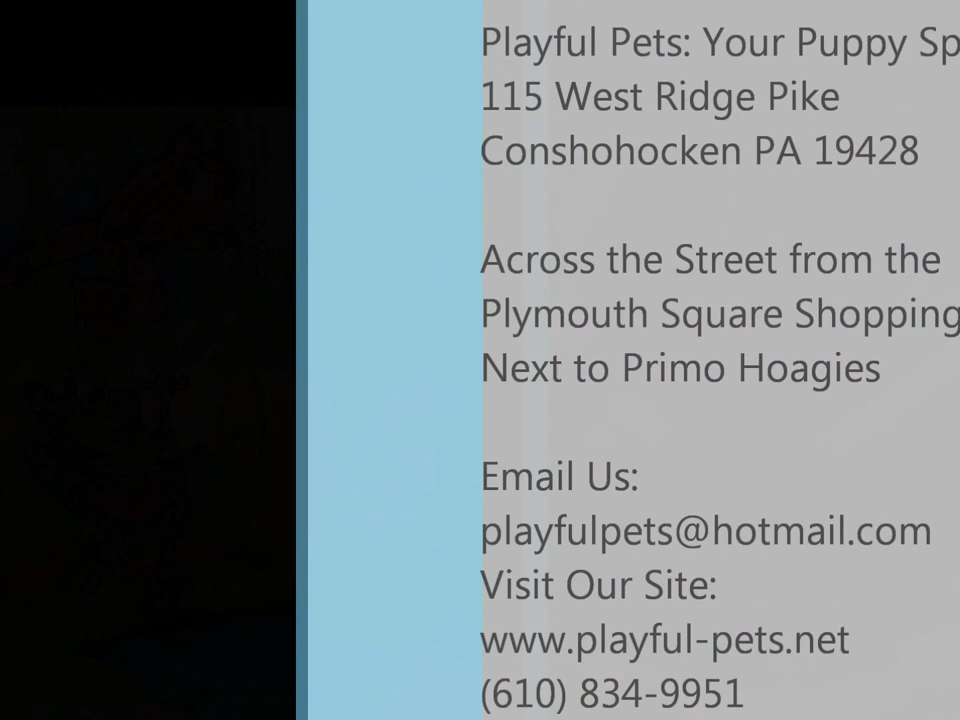 Playful Pets: Your Puppy Sp
115 West Ridge Pike
Conshohocken PA 19428
Across the Street from the
Plymouth Square Shopping
Next to Primo Hoagies
Email Us:
playfulpets@hotmail.com
Visit Our Site:
www.playful-pets.net
(610) 834-9951